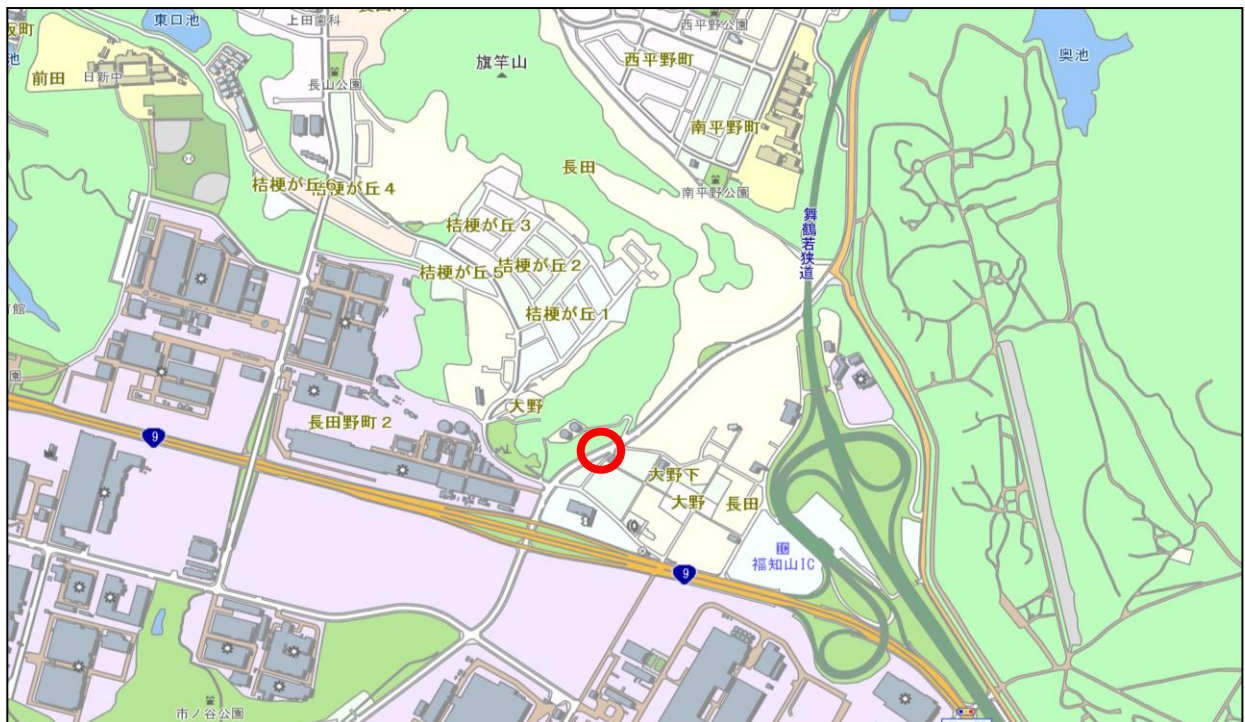 東口池
上田歯科
西平野公園
奥池
前田
日新中
長山公園
旗竿山
西平野町
南平野町
長田
南平野公園
桔梗が丘6
桔梗が丘4
桔梗が丘3
舞鶴若狭道
桔梗が丘5
桔梗が丘2
桔梗が丘1
館
園
大野
長田野町2
9
大野下
大野
長田
IC
福知山IC
9
市ノ谷公園